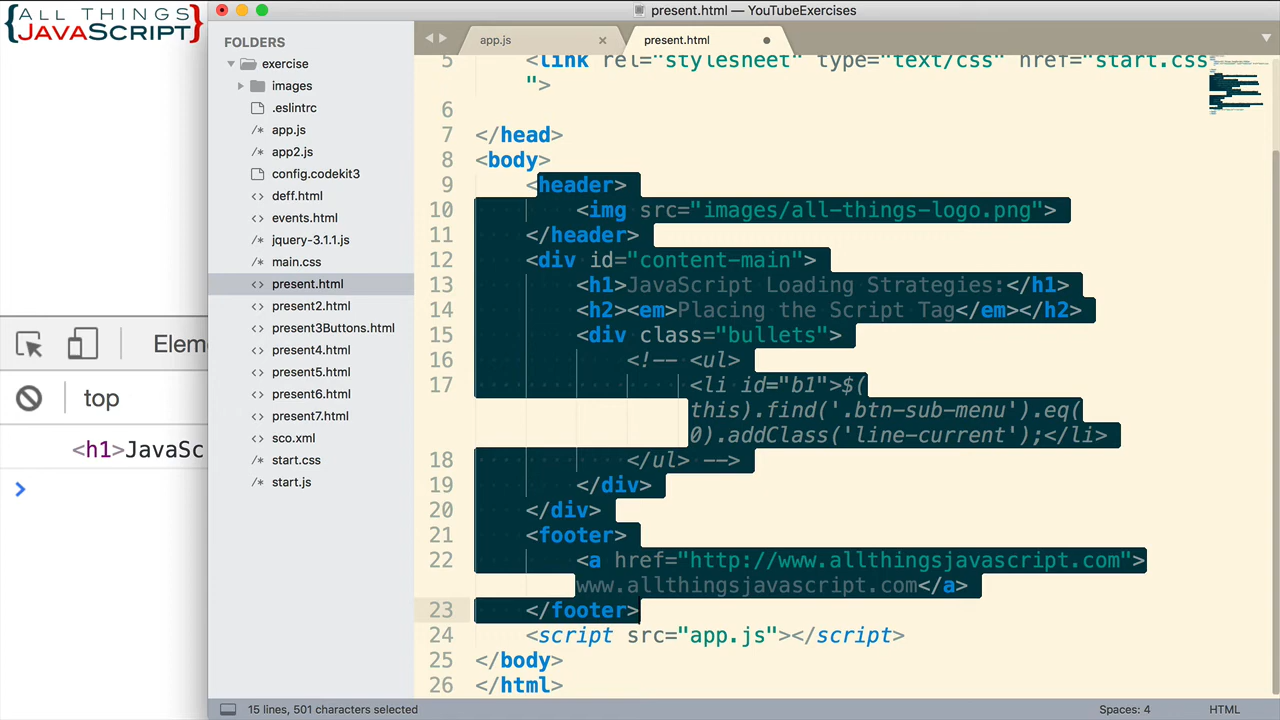 ALL THINGS
JAVASCRIPT
present.html — YouTubeExercises
FOLDERS
exercise
images
.eslintrc
/* app.js
/* app2.js
config.codekit3
<> deff.html
<> events.html
/* jquery-3.1.1.js
/* main.css
<> present.html
<> present2.html
<> present3Buttons.html
<> present4.html
<> present5.html
<> present6.html
<> present7.html
<> sco.xml
/* start.css
/* start.js
app.js ×
present.html
5 <link rel="stylesheet" type="text/css" href="start.css
">
6
7 </head>
8 <body>
9 <header>
10 <img src="images/all-things-logo.png">
11 </header>
12 <div id="content-main">
13 <h1>JavaScript Loading Strategies:</h1>
14 <h2><em>Placing the Script Tag</em></h2>
15 <div class="bullets">
16 <!-- <ul>
17 <li id="b1">$(
this).find('.btn-sub-menu').eq(
0).addClass('line-current');</li>
18 </ul> -->
19 </div>
20 </div>
21 <footer>
22 <a href="http://www.allthingsjavascript.com">
www.allthingsjavascript.com</a>
23 </footer>
24 <script src="app.js"></script>
25 </body>
26 </html>
Eleme
top
<h1>JavaSc
15 lines, 501 characters selected
Spaces: 4
HTML